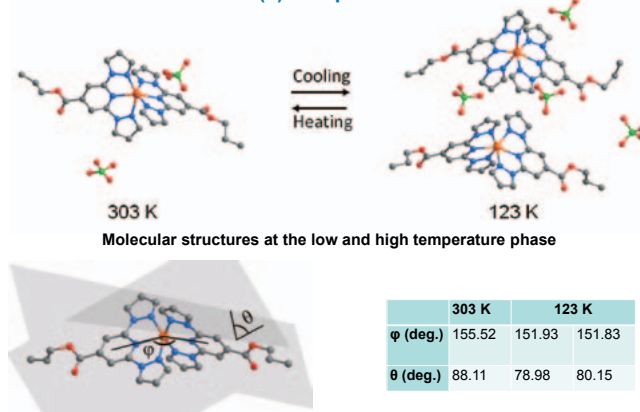 Cooling
Heating
303 K
123 K
Molecular structures at the low and high temperature phase
θ
φ
303 K 123 K
φ (deg.) 155.52 151.93 151.83
θ (deg.) 88.11 78.98 80.15